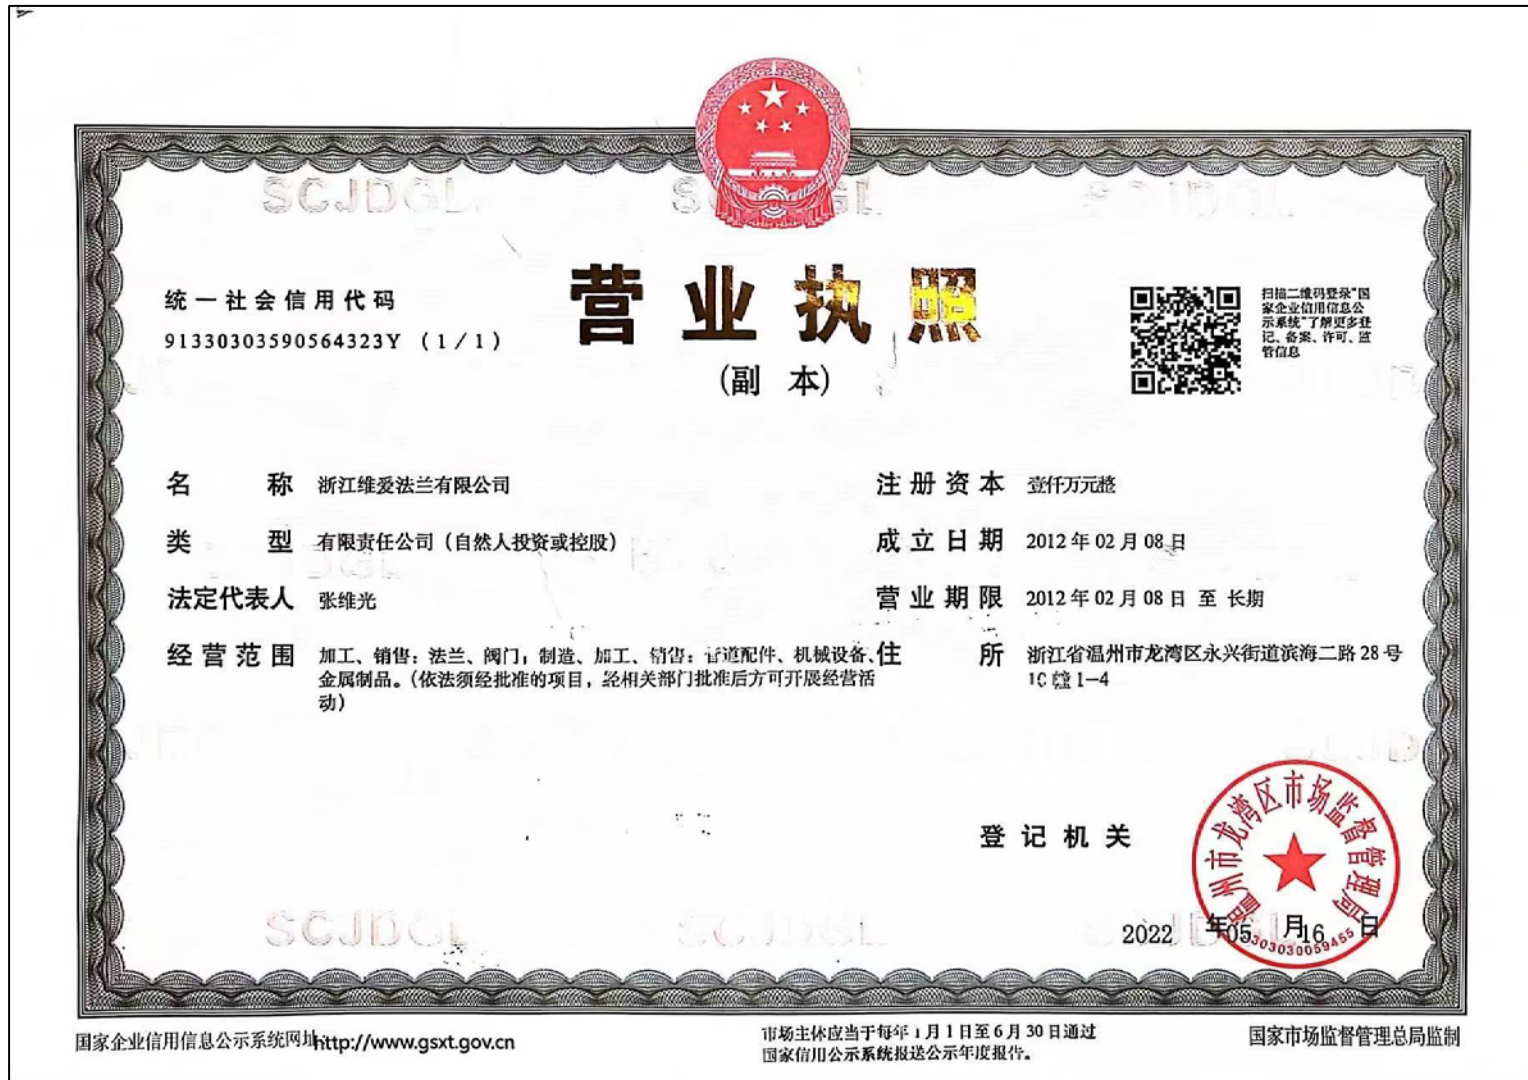 SCJDGL
SCJDGL
SCJDGL
营业执照
(副 本)
统一社会信用代码
91330303590564323Y (1/1)
扫描二维码登录“国
家企业信用信息公
示系统”了解更多登
记、备案、许可、监
管信息
名 称 浙江维爱法兰有限公司
类 型 有限责任公司（自然人投资或控股）
法定代表人 张维光
经营范围 加工、销售：法兰、阀门；制造、加工、销售：管道配件、机械设备、
金属制品。（依法须经批准的项目，经相关部门批准后方可开展经营活
动）
注册资本 壹仟万元整
成立日期 2012年02月08日
营业期限 2012年02月08日 至 长期
住 所 浙江省温州市龙湾区永兴街道滨海二路28号
10幢1-4
登记机关
温州市龙湾区市场监督管理局
2022 年05 月16 日
SCJDGL
SCJDGL
SCJDGL
国家企业信用信息公示系统网址http://www.gsxt.gov.cn
市场主体应当于每年1月1日至6月30日通过
国家信用公示系统报送公示年度报告。
国家市场监督管理总局监制